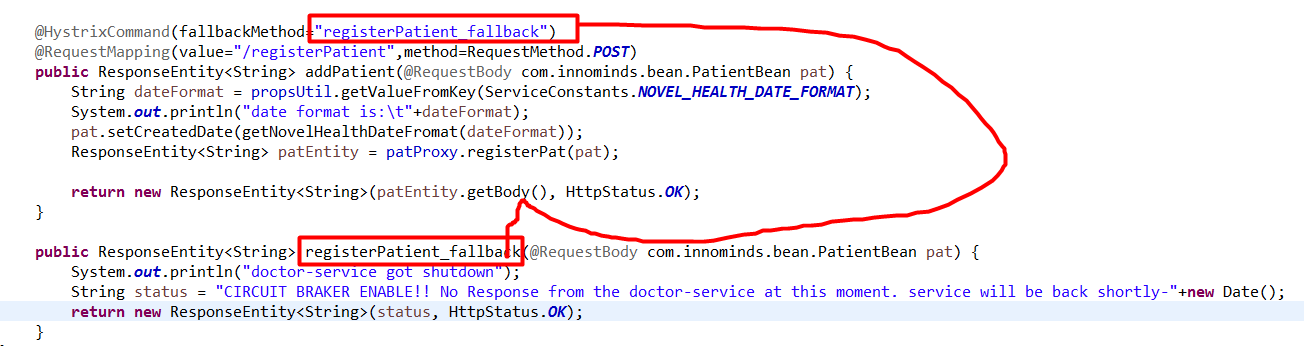 @HystrixCommand(fallbackMethod="registerPatient_fallback")
@RequestMapping(value="/registerPatient",method=RequestMethod.POST)
public ResponseEntity<String> addPatient(@RequestBody com.innominds.bean.PatientBean pat) {
String dateFormat = propsUtil.getValueFromKey(ServiceConstants.NOVEL_HEALTH_DATE_FORMAT);
System.out.println("date format is:\t"+dateFormat);
pat.setCreatedDate(getNovelHealthDateFromat(dateFormat));
ResponseEntity<String> patEntity = patProxy.registerPat(pat);
return new ResponseEntity<String>(patEntity.getBody(), HttpStatus.OK);
}
public ResponseEntity<String> registerPatient_fallback(@RequestBody com.innominds.bean.PatientBean pat) {
System.out.println("doctor-service got shutdown");
String status = "CIRCUIT BRAKER ENABLE!! No Response from the doctor-service at this moment. service will be back shortly-"+new Date();
return new ResponseEntity<String>(status, HttpStatus.OK);
}